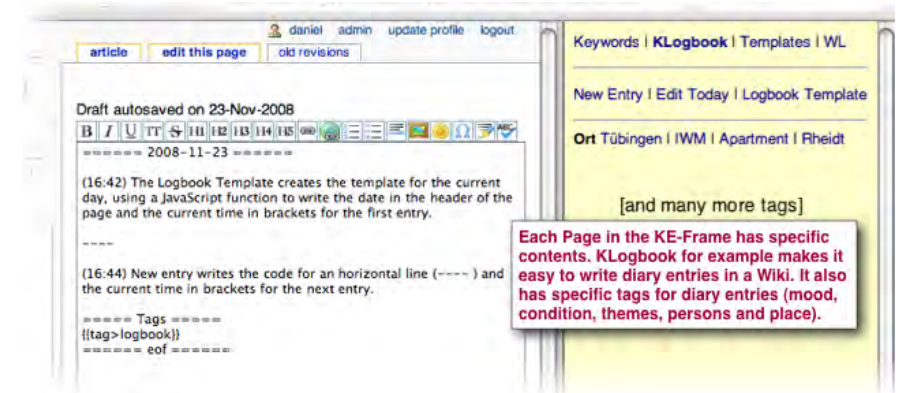 daniel admin update profile logout
article edit this page old revisions
Draft autosaved on 23-Nov-2008
B I U TT S H1 H2 H3 H4 H5 Ω ABC
====== 2008-11-23 ======
(16:42) The Logbook Template creates the template for the current
day, using a JavaScript function to write the date in the header of the
page and the current time in brackets for the first entry.
----
(16:44) New entry writes the code for an horizontal line (---- ) and
the current time in brackets for the next entry.
===== Tags =====
{{tag>logbook}}
====== eof ======
Keywords | KLogbook | Templates | WL
New Entry | Edit Today | Logbook Template
Ort Tübingen | IWM | Apartment | Rheidt
[and many more tags]
Each Page in the KE-Frame has specific
contents. KLogbook for example makes it
easy to write diary entries in a Wiki. It also
has specific tags for diary entries (mood,
condition, themes, persons and place).